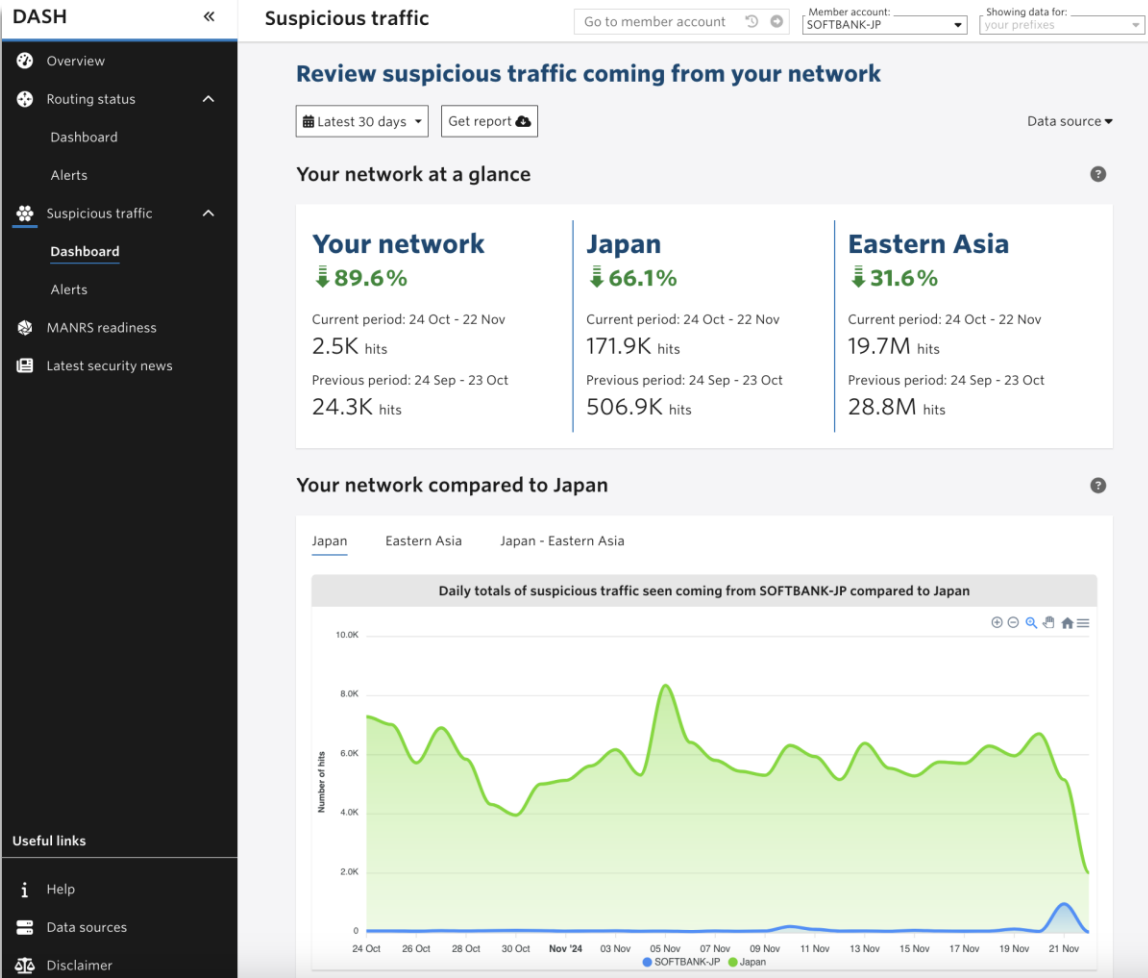 DASH
Suspicious traffic
Go to member account
Member account:
SOFTBANK-JP
Showing data for:
your prefixes
Overview
Routing status
Dashboard
Alerts
Suspicious traffic
Dashboard
Alerts
MANRS readiness
Latest security news
Useful links
Help
Data sources
Disclaimer
Review suspicious traffic coming from your network
Latest 30 days
Get report
Data source
Your network at a glance
Your network
89.6%
Current period: 24 Oct - 22 Nov
2.5K hits
Previous period: 24 Sep - 23 Oct
24.3K hits
Japan
66.1%
Current period: 24 Oct - 22 Nov
171.9K hits
Previous period: 24 Sep - 23 Oct
506.9K hits
Eastern Asia
31.6%
Current period: 24 Oct - 22 Nov
19.7M hits
Previous period: 24 Sep - 23 Oct
28.8M hits
Your network compared to Japan
Japan Eastern Asia Japan - Eastern Asia
Daily totals of suspicious traffic seen coming from SOFTBANK-JP compared to Japan
Number of hits
10.0K
8.0K
6.0K
4.0K
2.0K
0
24 Oct 26 Oct 28 Oct 30 Oct Nov '24 03 Nov 05 Nov 07 Nov 09 Nov 11 Nov 13 Nov 15 Nov 17 Nov 19 Nov 21 Nov
SOFTBANK-JP Japan